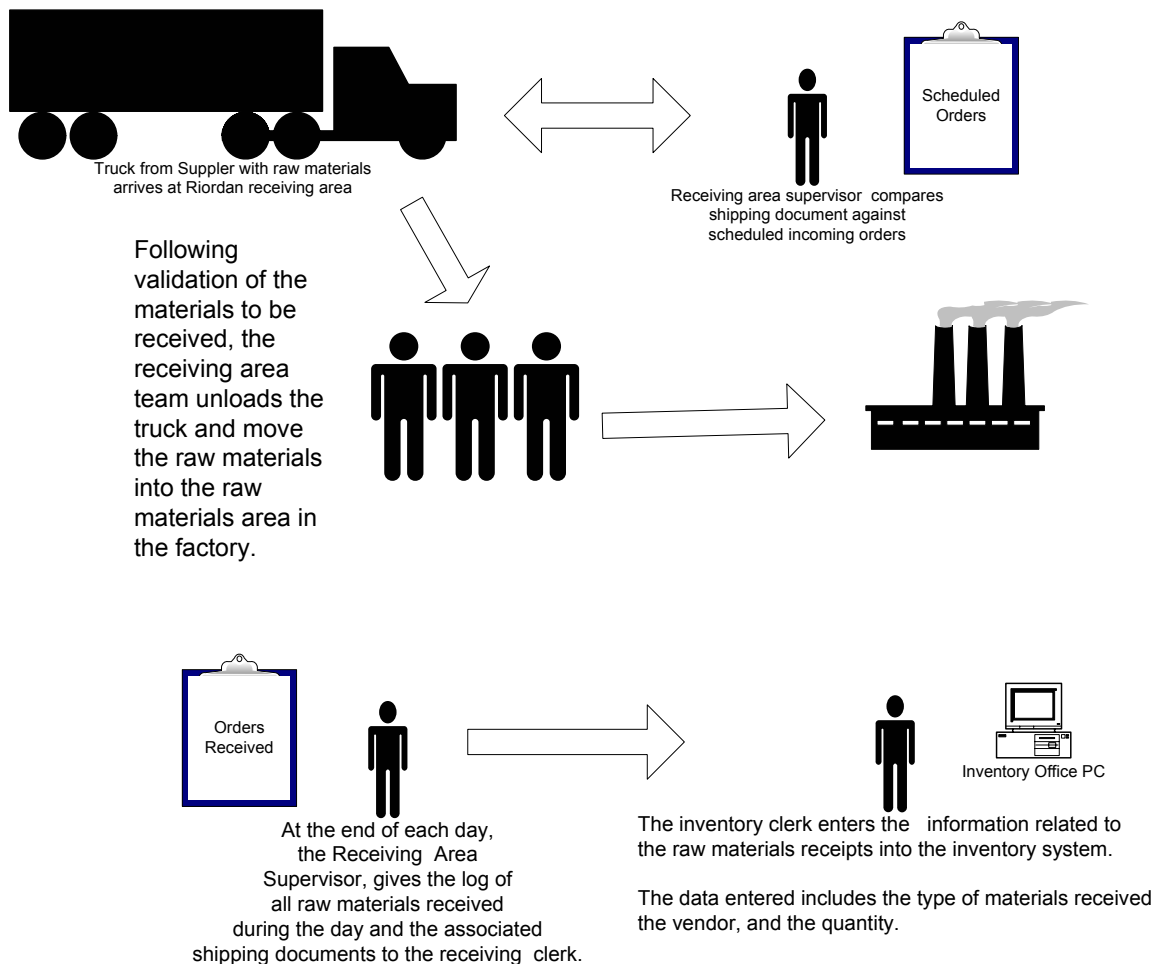 Scheduled
Orders
Truck from Suppler with raw materials
arrives at Riordan receiving area
Receiving area supervisor compares
shipping document against
scheduled incoming orders
Following
validation of the
materials to be
received, the
receiving area
team unloads the
truck and move
the raw materials
into the raw
materials area in
the factory.
Orders
Received
Inventory Office PC
At the end of each day,
the Receiving Area
Supervisor, gives the log of
all raw materials received
during the day and the associated
shipping documents to the receiving clerk.
The inventory clerk enters the information related to
the raw materials receipts into the inventory system.
The data entered includes the type of materials received
the vendor, and the quantity.